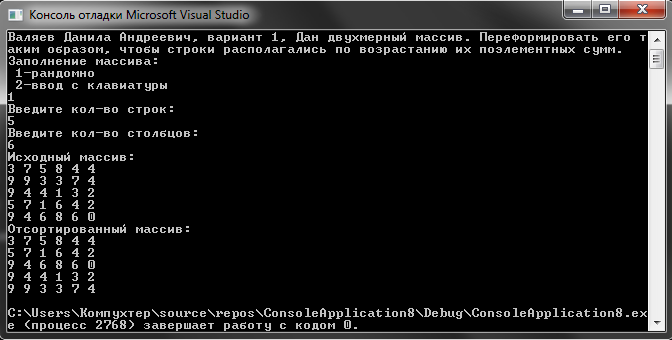 Консоль отладки Microsoft Visual Studio
Валяев Данила Андреевич, вариант 1, Дан двухмерный массив. Переформировать его т
аким образом, чтобы строки располагались по возрастанию их поэлементных сумм.
Заполнение массива:
1-рандомно
2-ввод с клавиатуры
1
Введите кол-во строк:
5
Введите кол-во столбцов:
6
Исходный массив:
3 7 5 8 4 4
9 9 3 3 7 4
9 4 4 1 3 2
5 7 1 6 4 2
9 4 6 8 6 0
Отсортированный массив:
3 7 5 8 4 4
5 7 1 6 4 2
9 4 6 8 6 0
9 4 4 1 3 2
9 9 3 3 7 4
C:\Users\Компухтер\source\repos\ConsoleApplication8\Debug\ConsoleApplication8.ex
e (процесс 2768) завершает работу с кодом 0.